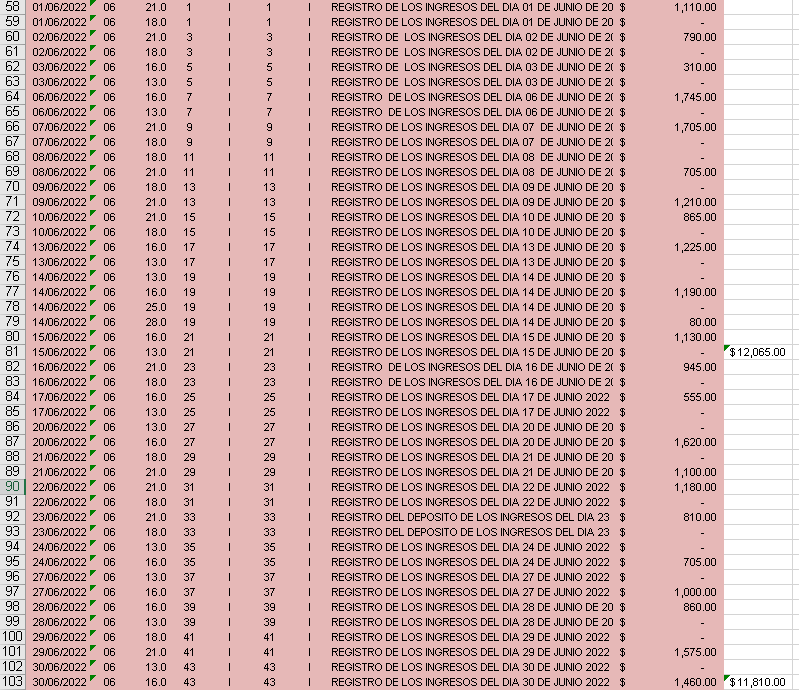 58 01/06/2022 06 21.0 1 I 1 I REGISTRO DE LOS INGRESOS DEL DIA 01 DE JUNIO DE 20 $ 1,110.00
59 01/06/2022 06 18.0 1 I 1 I REGISTRO DE LOS INGRESOS DEL DIA 01 DE JUNIO DE 20 $ -
60 02/06/2022 06 21.0 3 I 3 I REGISTRO DE LOS INGRESOS DEL DIA 02 DE JUNIO DE 2( $ 790.00
61 02/06/2022 06 18.0 3 I 3 I REGISTRO DE LOS INGRESOS DEL DIA 02 DE JUNIO DE 2( $ -
62 03/06/2022 06 16.0 5 I 5 I REGISTRO DE LOS INGRESOS DEL DIA 03 DE JUNIO DE 2( $ 310.00
63 03/06/2022 06 13.0 5 I 5 I REGISTRO DE LOS INGRESOS DEL DIA 03 DE JUNIO DE 2( $ -
64 06/06/2022 06 16.0 7 I 7 I REGISTRO DE LOS INGRESOS DEL DIA 06 DE JUNIO DE 2( $ 1,745.00
65 06/06/2022 06 13.0 7 I 7 I REGISTRO DE LOS INGRESOS DEL DIA 06 DE JUNIO DE 2( $ -
66 07/06/2022 06 21.0 9 I 9 I REGISTRO DE LOS INGRESOS DEL DIA 07 DE JUNIO DE 20 $ 1,705.00
67 07/06/2022 06 18.0 9 I 9 I REGISTRO DE LOS INGRESOS DEL DIA 07 DE JUNIO DE 20 $ -
68 08/06/2022 06 18.0 11 I 11 I REGISTRO DE LOS INGRESOS DEL DIA 08 DE JUNIO DE 20 $ -
69 08/06/2022 06 21.0 11 I 11 I REGISTRO DE LOS INGRESOS DEL DIA 08 DE JUNIO DE 20 $ 705.00
70 09/06/2022 06 18.0 13 I 13 I REGISTRO DE LOS INGRESOS DEL DIA 09 DE JUNIO DE 20 $ -
71 09/06/2022 06 21.0 13 I 13 I REGISTRO DE LOS INGRESOS DEL DIA 09 DE JUNIO DE 20 $ 1,210.00
72 10/06/2022 06 21.0 15 I 15 I REGISTRO DE LOS INGRESOS DEL DIA 10 DE JUNIO DE 20 $ 865.00
73 10/06/2022 06 18.0 15 I 15 I REGISTRO DE LOS INGRESOS DEL DIA 10 DE JUNIO DE 20 $ -
74 13/06/2022 06 16.0 17 I 17 I REGISTRO DE LOS INGRESOS DEL DIA 13 DE JUNIO DE 20 $ 1,225.00
75 13/06/2022 06 13.0 17 I 17 I REGISTRO DE LOS INGRESOS DEL DIA 13 DE JUNIO DE 20 $ -
76 14/06/2022 06 13.0 19 I 19 I REGISTRO DE LOS INGRESOS DEL DIA 14 DE JUNIO DE 20 $ -
77 14/06/2022 06 16.0 19 I 19 I REGISTRO DE LOS INGRESOS DEL DIA 14 DE JUNIO DE 20 $ 1,190.00
78 14/06/2022 06 25.0 19 I 19 I REGISTRO DE LOS INGRESOS DEL DIA 14 DE JUNIO DE 20 $ -
79 14/06/2022 06 28.0 19 I 19 I REGISTRO DE LOS INGRESOS DEL DIA 14 DE JUNIO DE 20 $ 80.00
80 15/06/2022 06 16.0 21 I 21 I REGISTRO DE LOS INGRESOS DEL DIA 15 DE JUNIO DE 20 $ 1,130.00
81 15/06/2022 06 13.0 21 I 21 I REGISTRO DE LOS INGRESOS DEL DIA 15 DE JUNIO DE 20 $ - $12,065.00
82 16/06/2022 06 21.0 23 I 23 I REGISTRO DE LOS INGRESOS DEL DIA 16 DE JUNIO DE 2( $ 945.00
83 16/06/2022 06 18.0 23 I 23 I REGISTRO DE LOS INGRESOS DEL DIA 16 DE JUNIO DE 2( $ -
84 17/06/2022 06 16.0 25 I 25 I REGISTRO DE LOS INGRESOS DEL DIA 17 DE JUNIO 2022 $ 555.00
85 17/06/2022 06 13.0 25 I 25 I REGISTRO DE LOS INGRESOS DEL DIA 17 DE JUNIO 2022 $ -
86 20/06/2022 06 13.0 27 I 27 I REGISTRO DE LOS INGRESOS DEL DIA 20 DE JUNIO DE 20 $ -
87 20/06/2022 06 16.0 27 I 27 I REGISTRO DE LOS INGRESOS DEL DIA 20 DE JUNIO DE 20 $ 1,620.00
88 21/06/2022 06 18.0 29 I 29 I REGISTRO DE LOS INGRESOS DEL DIA 21 DE JUNIO DE 20 $ -
89 21/06/2022 06 21.0 29 I 29 I REGISTRO DE LOS INGRESOS DEL DIA 21 DE JUNIO DE 20 $ 1,100.00
90 22/06/2022 06 21.0 31 I 31 I REGISTRO DE LOS INGRESOS DEL DIA 22 DE JUNIO 2022 $ 1,180.00
91 22/06/2022 06 18.0 31 I 31 I REGISTRO DE LOS INGRESOS DEL DIA 22 DE JUNIO 2022 $ -
92 23/06/2022 06 21.0 33 I 33 I REGISTRO DEL DEPOSITO DE LOS INGRESOS DEL DIA 23 $ 810.00
93 23/06/2022 06 18.0 33 I 33 I REGISTRO DEL DEPOSITO DE LOS INGRESOS DEL DIA 23 $ -
94 24/06/2022 06 13.0 35 I 35 I REGISTRO DE LOS INGRESOS DEL DIA 24 DE JUNIO 2022 $ -
95 24/06/2022 06 16.0 35 I 35 I REGISTRO DE LOS INGRESOS DEL DIA 24 DE JUNIO 2022 $ 705.00
96 27/06/2022 06 13.0 37 I 37 I REGISTRO DE LOS INGRESOS DEL DIA 27 DE JUNIO 2022 $ -
97 27/06/2022 06 16.0 37 I 37 I REGISTRO DE LOS INGRESOS DEL DIA 27 DE JUNIO 2022 $ 1,000.00
98 28/06/2022 06 16.0 39 I 39 I REGISTRO DE LOS INGRESOS DEL DIA 28 DE JUNIO DE 20 $ 860.00
99 28/06/2022 06 13.0 39 I 39 I REGISTRO DE LOS INGRESOS DEL DIA 28 DE JUNIO DE 20 $ -
100 29/06/2022 06 18.0 41 I 41 I REGISTRO DE LOS INGRESOS DEL DIA 29 DE JUNIO 2022 $ -
101 29/06/2022 06 21.0 41 I 41 I REGISTRO DE LOS INGRESOS DEL DIA 29 DE JUNIO 2022 $ 1,575.00
102 30/06/2022 06 13.0 43 I 43 I REGISTRO DE LOS INGRESOS DEL DIA 30 DE JUNIO 2022 $ -
103 30/06/2022 06 16.0 43 I 43 I REGISTRO DE LOS INGRESOS DEL DIA 30 DE JUNIO 2022 $ 1,460.00 $11,810.00